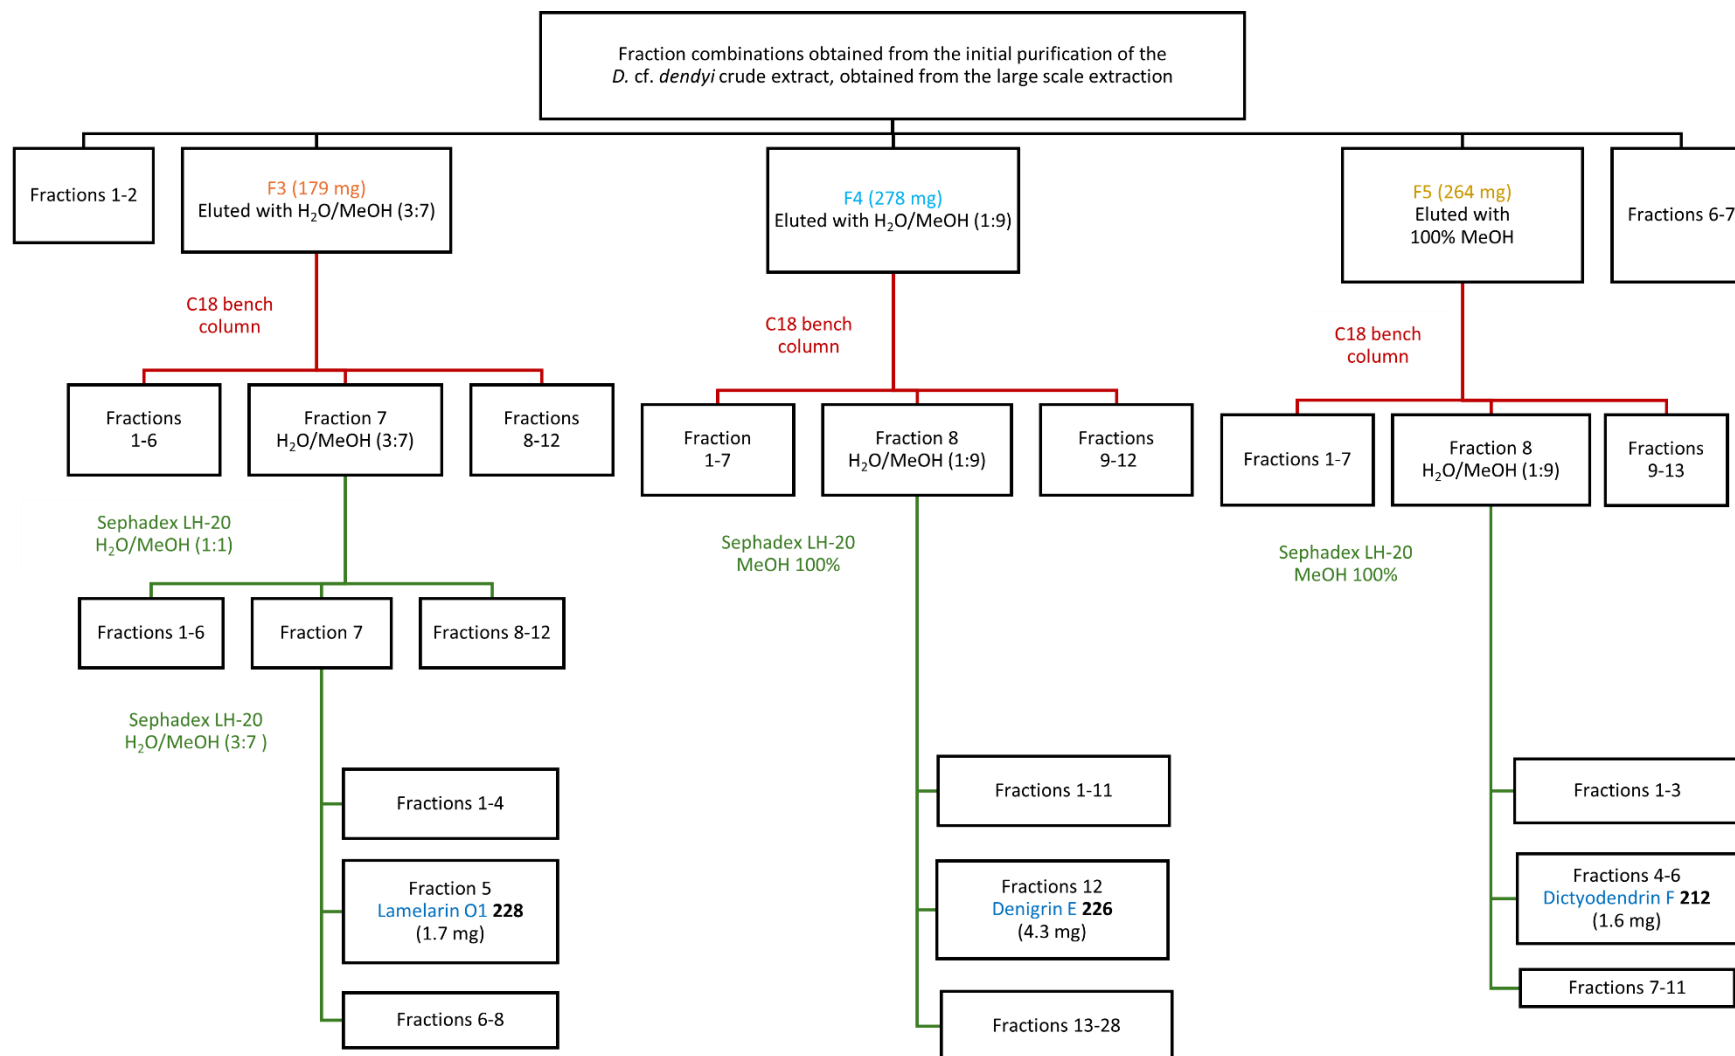 Fraction combinations obtained from the initial purification of the
D. cf. dendyi crude extract, obtained from the large scale extraction
Fractions 1-2
F3 (179 mg)
Eluted with H₂O/MeOH (3:7)
F4 (278 mg)
Eluted with H₂O/MeOH (1:9)
F5 (264 mg)
Eluted with
100% MeOH
Fractions 6-7
C18 bench
column
C18 bench
column
C18 bench
column
Fractions
1-6
Fraction 7
H₂O/MeOH (3:7)
Fractions
8-12
Fraction
1-7
Fraction 8
H₂O/MeOH (1:9)
Fractions
9-12
Fractions 1-7
Fraction 8
H₂O/MeOH (1:9)
Fractions
9-13
Sephadex LH-20
H₂O/MeOH (1:1)
Sephadex LH-20
MeOH 100%
Sephadex LH-20
MeOH 100%
Fractions 1-6
Fraction 7
Fractions 8-12
Sephadex LH-20
H₂O/MeOH (3:7 )
Fractions 1-4
Fraction 5
Lamelarin O1 228
(1.7 mg)
Fractions 6-8
Fractions 1-11
Fractions 12
Denigrin E 226
(4.3 mg)
Fractions 13-28
Fractions 1-3
Fractions 4-6
Dictyodendrin F 212
(1.6 mg)
Fractions 7-11